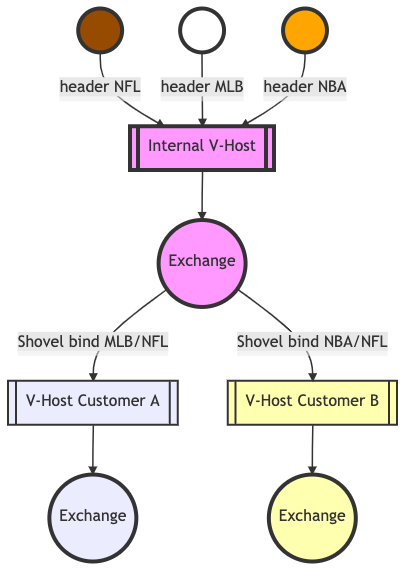 header NFL
header MLB
header NBA
Internal V-Host
Exchange
Shovel bind MLB/NFL
Shovel bind NBA/NFL
V-Host Customer A
V-Host Customer B
Exchange
Exchange